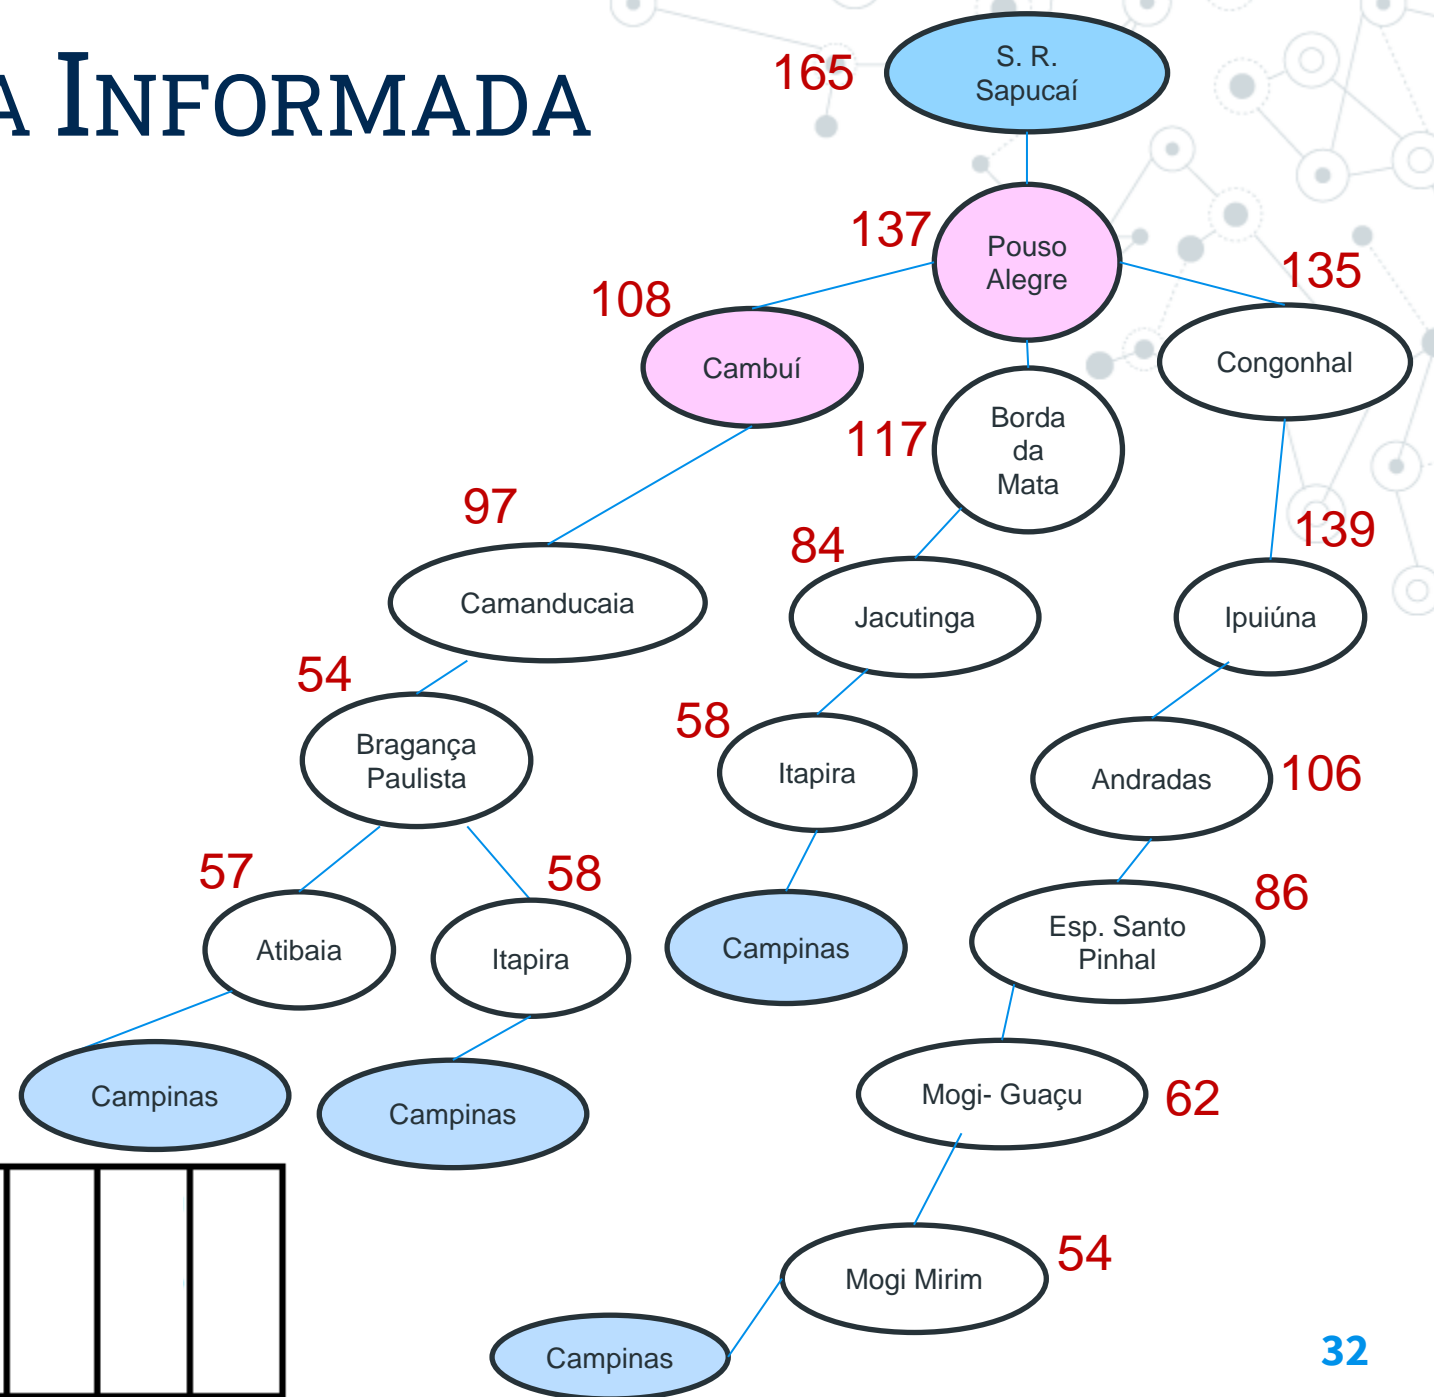 A INFORMADA
165
S. R.
Sapucaí
137
Pouso
Alegre
135
108
Cambuí
Congonhal
117
Borda
da
Mata
97
84
139
Camanducaia
Jacutinga
Ipuiúna
54
58
Bragança
Paulista
Itapira
Andradas
106
57
58
86
Atibaia
Itapira
Campinas
Esp. Santo
Pinhal
Campinas
Campinas
Mogi- Guaçu
62
Mogi Mirim
54
Campinas
32